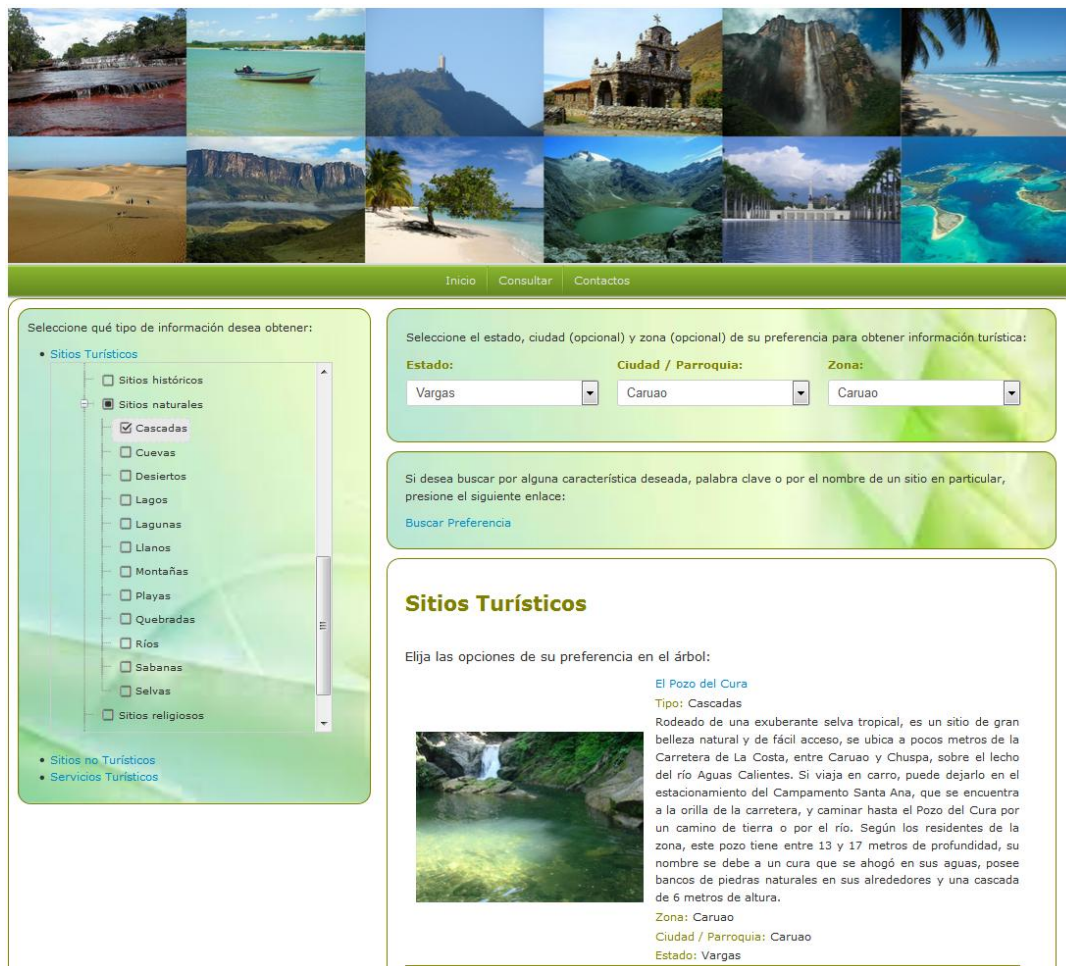 Inicio
Consultar
Contactos
Seleccione qué tipo de información desea obtener:
Sitios Turísticos
Sitios históricos
Sitios naturales
Cascadas
Cuevas
Desiertos
Lagos
Lagunas
Llanos
Montañas
Playas
Quebradas
Ríos
Sabanas
Selvas
Sitios religiosos
Sitios no Turísticos
Servicios Turísticos
Seleccione el estado, ciudad (opcional) y zona (opcional) de su preferencia para obtener información turística:
Estado:
Ciudad / Parroquia:
Zona:
Vargas
Caruao
Caruao
Si desea buscar por alguna característica deseada, palabra clave o por el nombre de un sitio en particular,
presione el siguiente enlace:
Buscar Preferencia
Sitios Turísticos
Elija las opciones de su preferencia en el árbol:
El Pozo del Cura
Tipo: Cascadas
Rodeado de una exuberante selva tropical, es un sitio de gran
belleza natural y de fácil acceso, se ubica a pocos metros de la
Carretera de La Costa, entre Caruao y Chuspa, sobre el lecho
del río Aguas Calientes. Si viaja en carro, puede dejarlo en el
estacionamiento del Campamento Santa Ana, que se encuentra
a la orilla de la carretera, y caminar hasta el Pozo del Cura por
un camino de tierra o por el río. Según los residentes de la
zona, este pozo tiene entre 13 y 17 metros de profundidad, su
nombre se debe a un cura que se ahogó en sus aguas, posee
bancos de piedras naturales en sus alrededores y una cascada
de 6 metros de altura.
Zona: Caruao
Ciudad / Parroquia: Caruao
Estado: Vargas